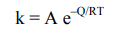 k = A e^–Q/RT